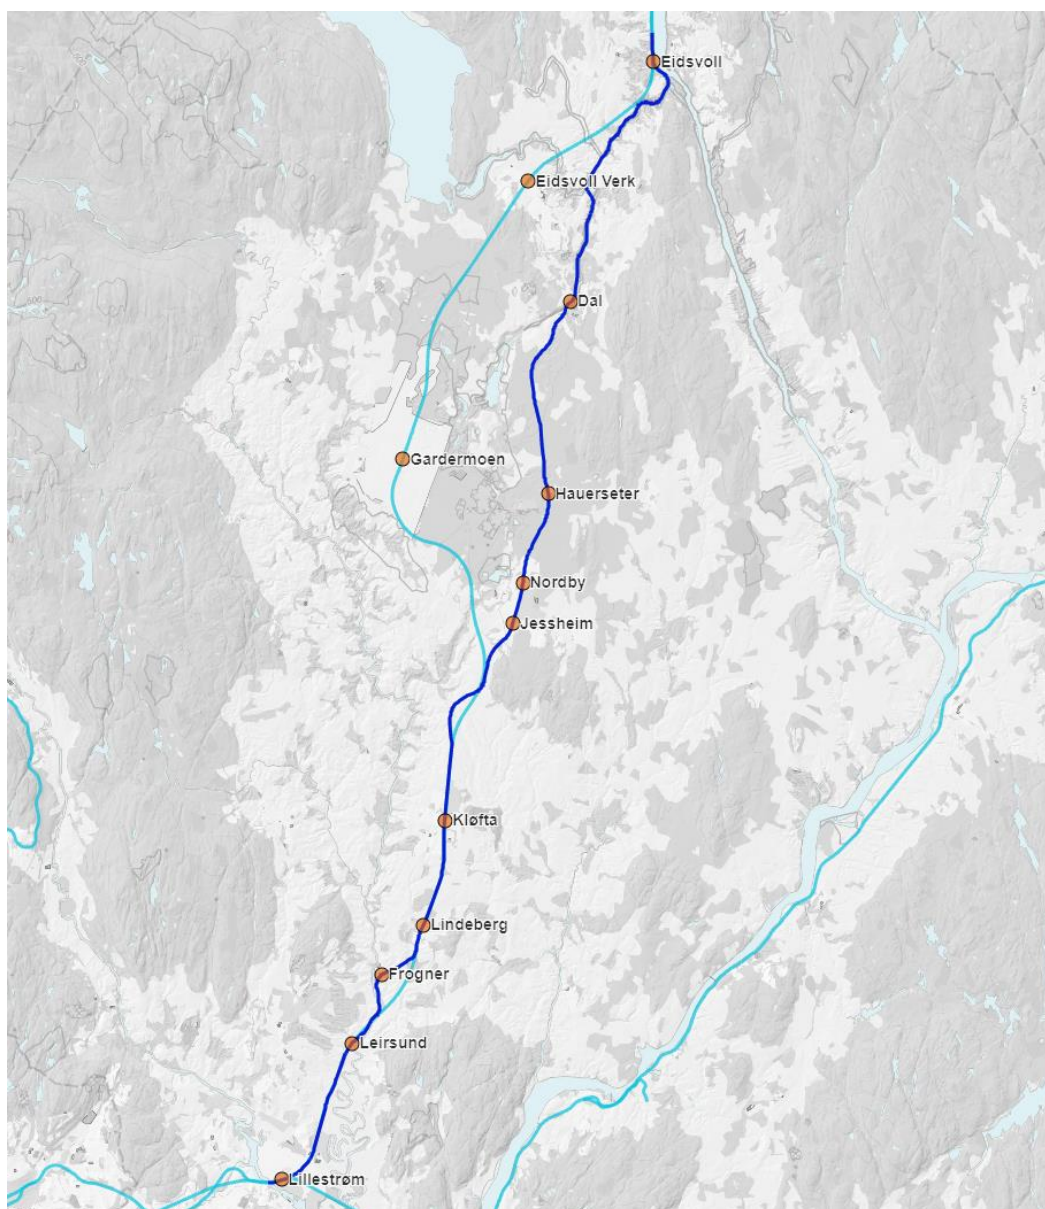 Eidsvoll
Eidsvoll Verk
Dal
Gardermoen
Hauerseter
Nordby
Jessheim
Kløfta
Lindeberg
Frogner
Leirsund
Lillestrøm